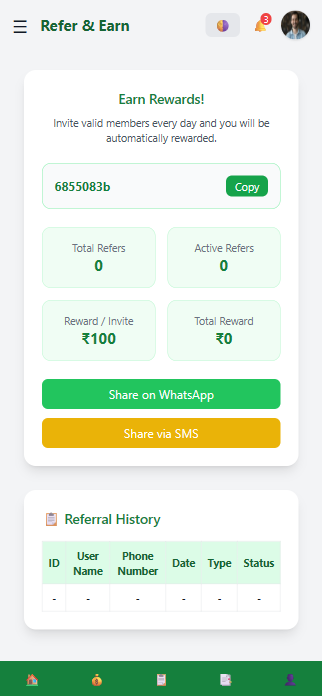 ☰ Refer & Earn
3
Earn Rewards!
Invite valid members every day and you will be
automatically rewarded.
6855083b
Copy
Total Refers
0
Active Refers
0
Reward / Invite
₹100
Total Reward
₹0
Share on WhatsApp
Share via SMS
Referral History
ID User Name Phone Number Date Type Status
- - - - - -